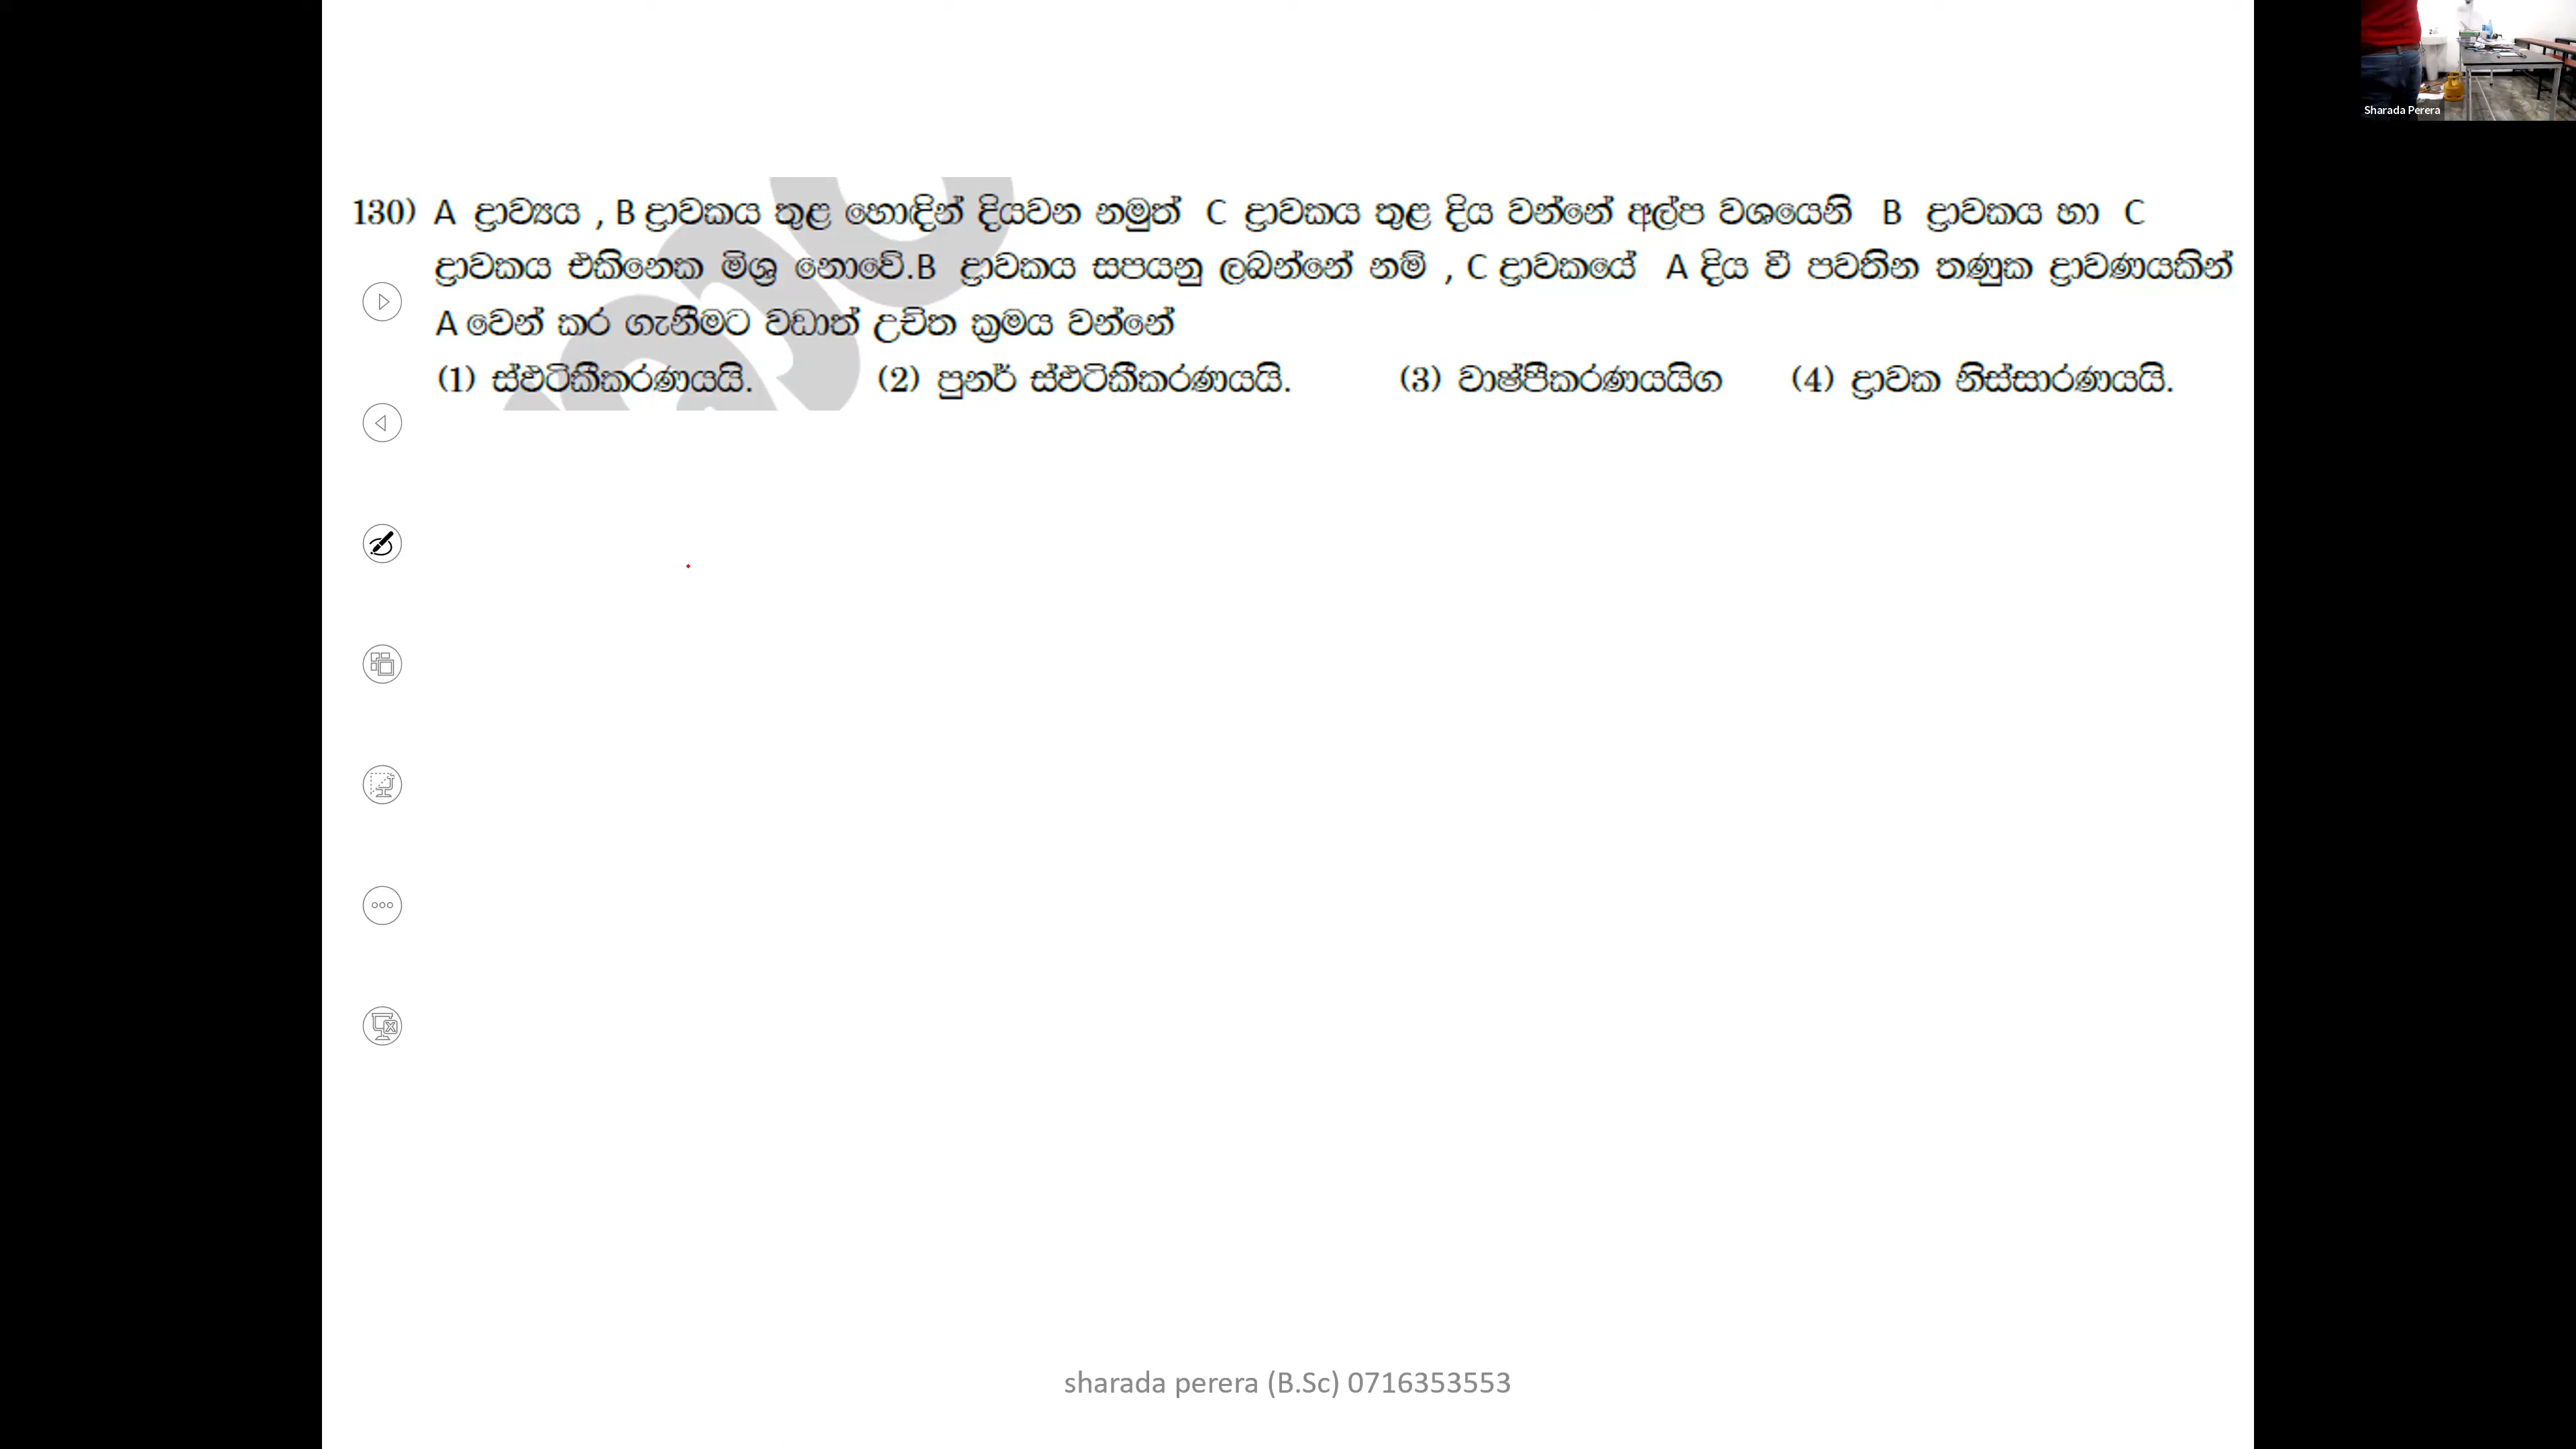 Sharada Perera
130) A ද්‍රාව්‍යය , B ද්‍රාවකය තුළ හොඳින් දියවන නමුත් C ද්‍රාවකය තුළ දිය වන්නේ අල්ප වශයෙනි B ද්‍රාවකය හා C
ද්‍රාවකය එකිනෙක මිශ්‍ර නොවේ.B ද්‍රාවකය සපයනු ලබන්නේ නම් , C ද්‍රාවකයේ A දිය වී පවතින තණුක ද්‍රාවණයකින්
A වෙන් කර ගැනීමට වඩාත් උචිත ක්‍රමය වන්නේ
(1) ස්ඵටිකීකරණයයි. (2) පුනර් ස්ඵටිකීකරණයයි. (3) වාෂ්පීකරණයයිග (4) ද්‍රාවක නිස්සාරණයයි.
sharada perera (B.Sc) 0716353553